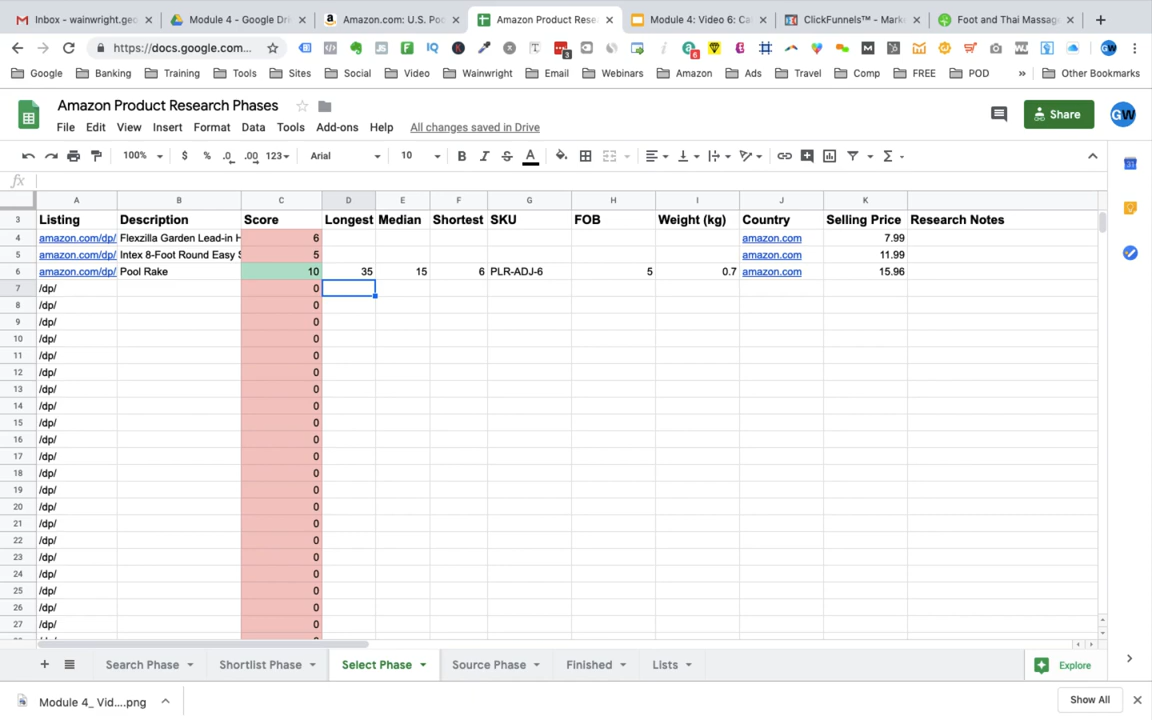 Inbox - wainwright.geo
Module 4 - Google Dri
Amazon.com: U.S. Poc
Amazon Product Rese
Module 4: Video 6: Ca
ClickFunnels™ - Mark
Foot and Thai Massag
https://docs.google.com...
Google Banking Training Tools Sites Social Video Wainwright Email Webinars Amazon Ads Travel Comp FREE POD » Other Bookmarks
Amazon Product Research Phases
File Edit View Insert Format Data Tools Add-ons Help All changes saved in Drive
Share
GW
100% $ % .0 .00 123 Arial 10 B I S A
fx
A B C D E F G H I J K L
3 Listing Description Score Longest Median Shortest SKU FOB Weight (kg) Country Selling Price Research Notes
4 amazon.com/dp/ Flexzilla Garden Lead-in H 6 amazon.com 7.99
5 amazon.com/dp/ Intex 8-Foot Round Easy S 5 amazon.com 11.99
6 amazon.com/dp/ Pool Rake 10 35 15 6 PLR-ADJ-6 5 0.7 amazon.com 15.96
7 /dp/ 0
8 /dp/ 0
9 /dp/ 0
10 /dp/ 0
11 /dp/ 0
12 /dp/ 0
13 /dp/ 0
14 /dp/ 0
15 /dp/ 0
16 /dp/ 0
17 /dp/ 0
18 /dp/ 0
19 /dp/ 0
20 /dp/ 0
21 /dp/ 0
22 /dp/ 0
23 /dp/ 0
24 /dp/ 0
25 /dp/ 0
26 /dp/ 0
27 /dp/ 0
Search Phase Shortlist Phase Select Phase Source Phase Finished Lists Explore
Module 4_ Vid....png Show All